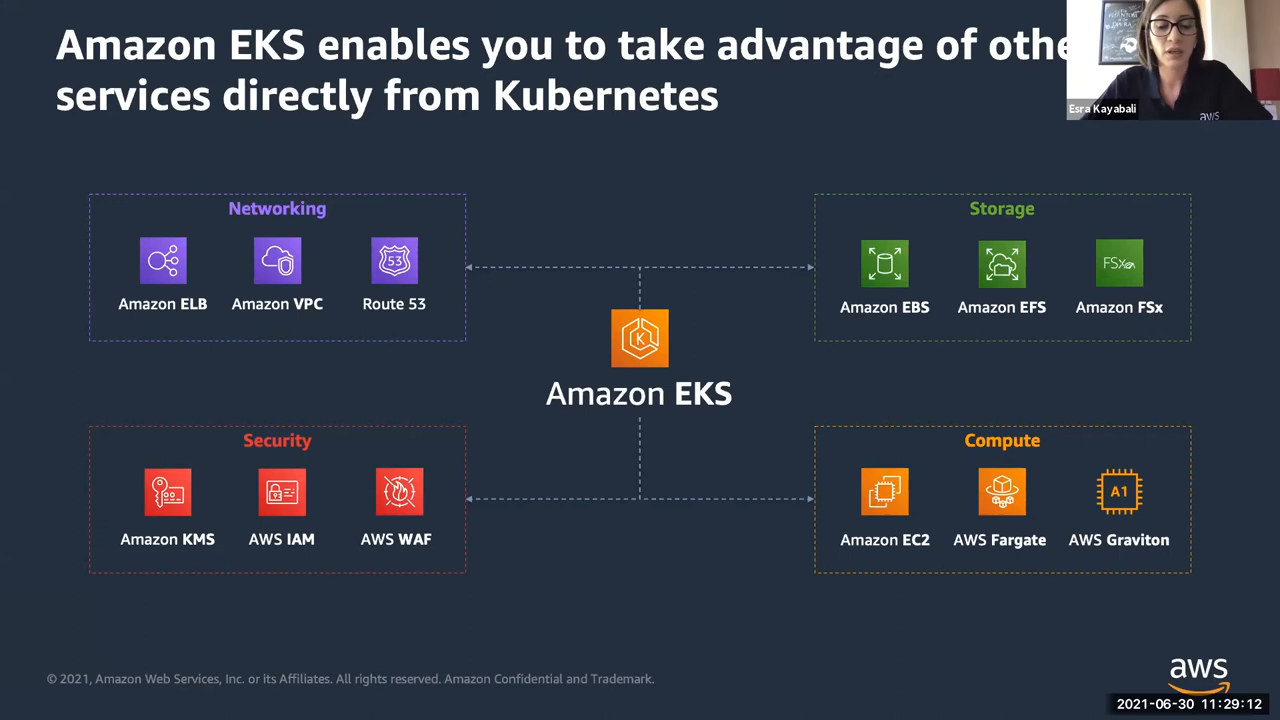 Amazon EKS enables you to take advantage of othe
services directly from Kubernetes
Esra Kayabali
aws
Networking
53
Amazon ELB
Amazon VPC
Route 53
Storage
FSx
Amazon EBS
Amazon EFS
Amazon FSx
K
Amazon EKS
Security
Amazon KMS
AWS IAM
AWS WAF
Compute
A1
Amazon EC2
AWS Fargate
AWS Graviton
© 2021, Amazon Web Services, Inc. or its Affiliates. All rights reserved. Amazon Confidential and Trademark.
aws
2021-06-30 11:29:12